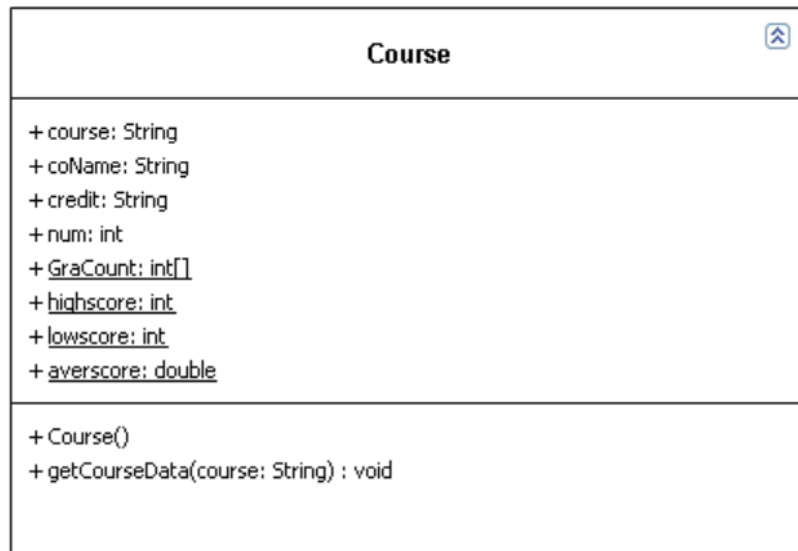 Course
+ course: String
+ coName: String
+ credit: String
+ num: int
+ GraCount: int[]
+ highscore: int
+ lowscore: int
+ averscore: double
+ Course()
+ getCourseData(course: String) : void